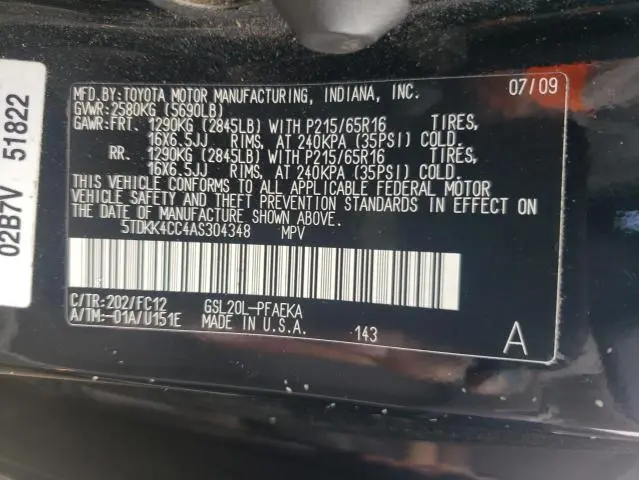 MFD.BY:TOYOTA MOTOR MANUFACTURING, INDIANA, INC. 07/09
GVWR:2580KG (5690LB)
GAWR:FRT. 1290KG (2845LB) WITH P215/65R16 TIRES,
16X6.5JJ RIMS, AT 240KPA (35PSI) COLD.
RR. 1290KG (2845LB) WITH P215/65R16 TIRES,
16X6.5JJ RIMS, AT 240KPA (35PSI) COLD.
THIS VEHICLE CONFORMS TO ALL APPLICABLE FEDERAL MOTOR
VEHICLE SAFETY AND THEFT PREVENTION STANDARDS IN EFFECT ON
THE DATE OF MANUFACTURE SHOWN ABOVE.
5TDKK4CC4AS304348 MPV
C/TR:202/FC12 GSL20L-PFAEKA
A/TM:-01A/U151E MADE IN U.S.A. 143 A
02B7V 51822